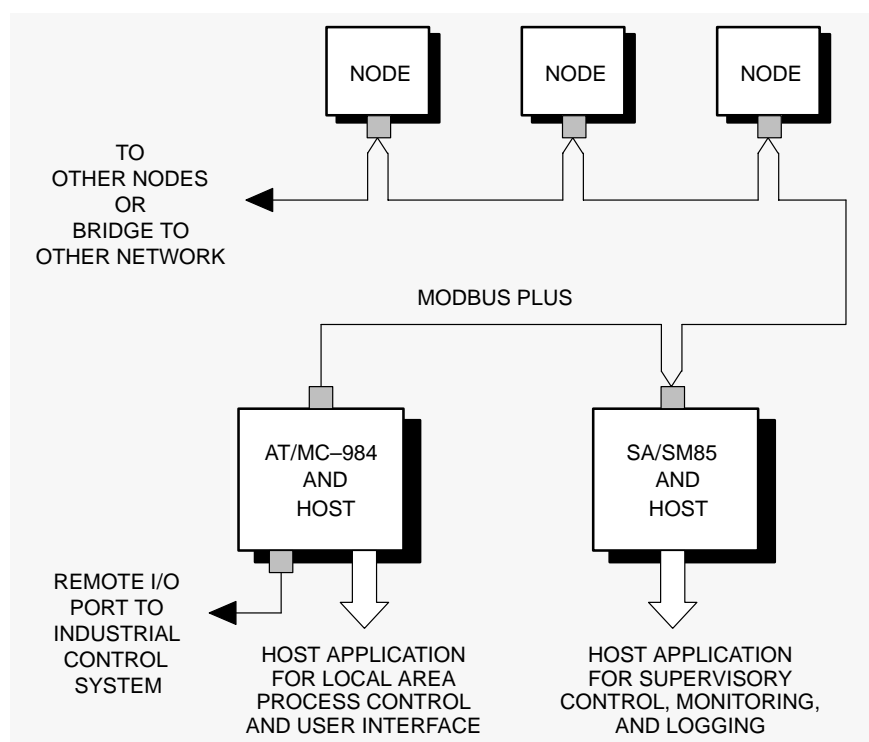 NODE
NODE
NODE
TO
OTHER NODES
OR
BRIDGE TO
OTHER NETWORK
MODBUS PLUS
AT/MC–984
AND
HOST
SA/SM85
AND
HOST
REMOTE I/O
PORT TO
INDUSTRIAL
CONTROL
SYSTEM
HOST APPLICATION
FOR LOCAL AREA
PROCESS CONTROL
AND USER INTERFACE
HOST APPLICATION
FOR SUPERVISORY
CONTROL, MONITORING,
AND LOGGING